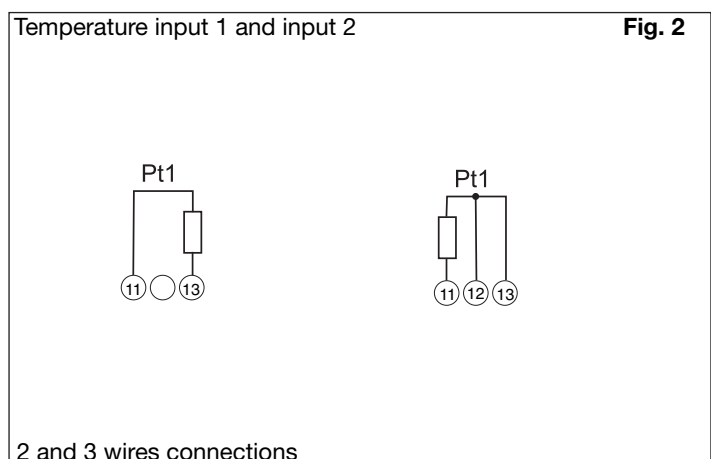 Temperature input 1 and input 2 Fig. 2
Pt1 Pt1
11 13 11 12 13
2 and 3 wires connections